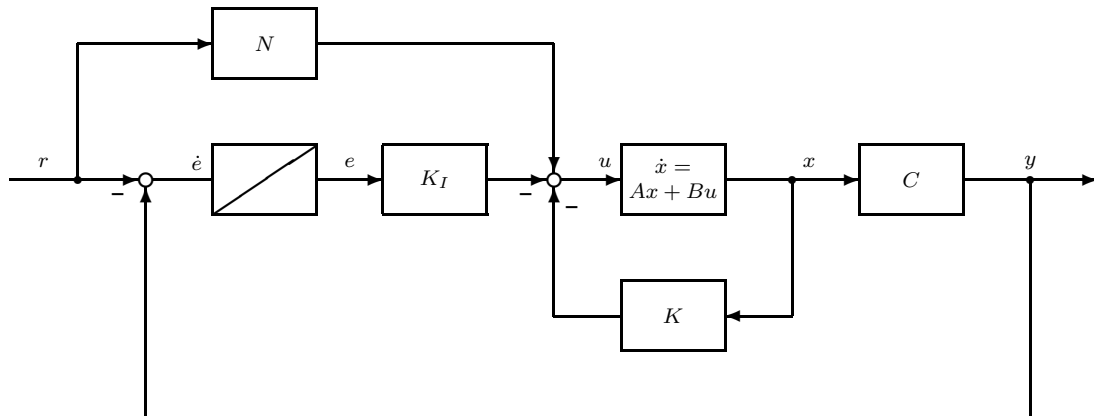 N
r
ė
e
K_I
u
ẋ =
Ax + Bu
x
C
y
–
–
–
K